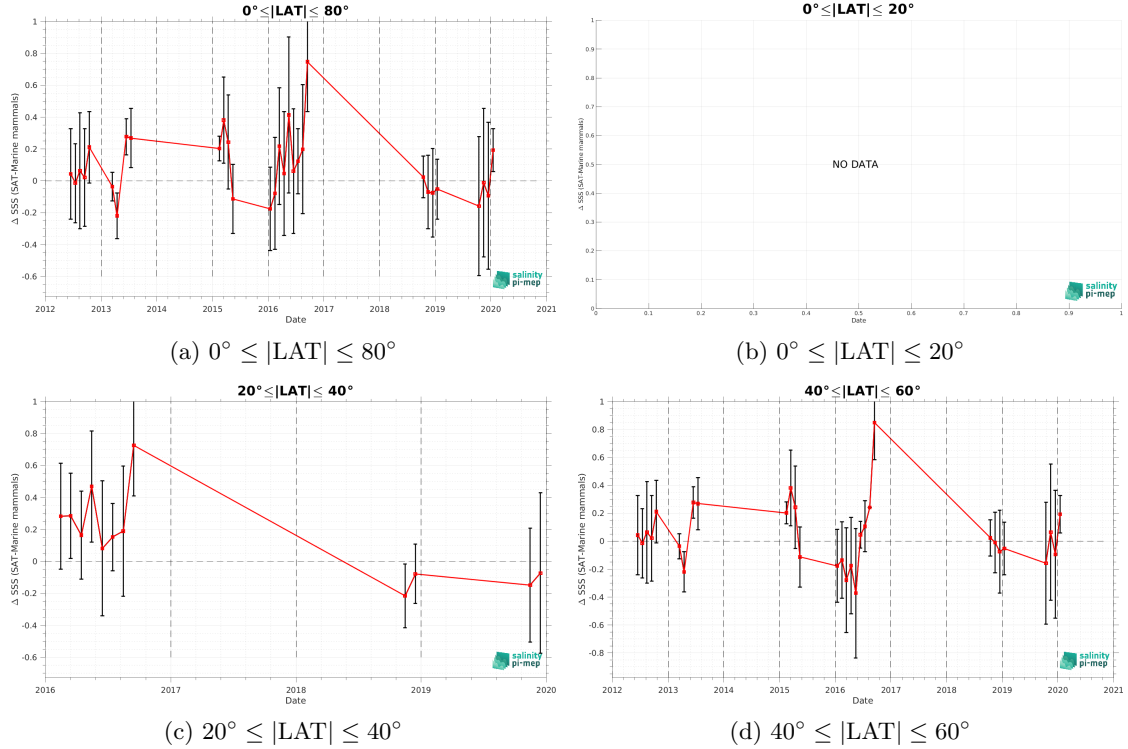 0°≤|LAT|≤ 80°
Δ SSS (SAT-Marine mammals)
1
0.8
0.6
0.4
0.2
0
-0.2
-0.4
-0.6
2012 2013 2014 2015 2016 2017 2018 2019 2020 2021
Date
salinity
pi-mep
(a) 0° ≤ |LAT| ≤ 80°
0°≤|LAT|≤ 20°
Δ SSS (SAT-Marine mammals)
1
0.9
0.8
0.7
0.6
0.5
0.4
0.3
0.2
0.1
0
NO DATA
0 0.1 0.2 0.3 0.4 0.5 0.6 0.7 0.8 0.9 1
Date
salinity
pi-mep
(b) 0° ≤ |LAT| ≤ 20°
20°≤|LAT|≤ 40°
Δ SSS (SAT-Marine mammals)
1
0.8
0.6
0.4
0.2
0
-0.2
-0.4
-0.6
2016 2017 2018 2019 2020
Date
salinity
pi-mep
(c) 20° ≤ |LAT| ≤ 40°
40°≤|LAT|≤ 60°
Δ SSS (SAT-Marine mammals)
1
0.8
0.6
0.4
0.2
0
-0.2
-0.4
-0.6
-0.8
2012 2013 2014 2015 2016 2017 2018 2019 2020 2021
Date
salinity
pi-mep
(d) 40° ≤ |LAT| ≤ 60°